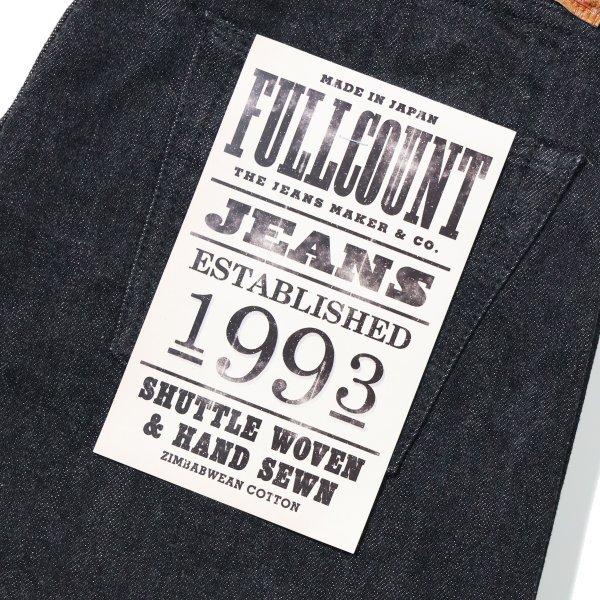 MADE IN JAPAN
FULLCOUNT
THE JEANS MAKER & CO.
JEANS
ESTABLISHED
1993
SHUTTLE WOVEN
& HAND SEWN
ZIMBABWEAN COTTON